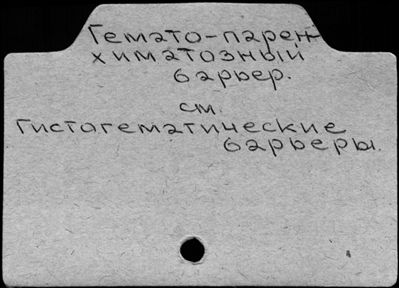 Гемато-парен-
химатозный
барьер.
см.
Гистогематические
барьеры.